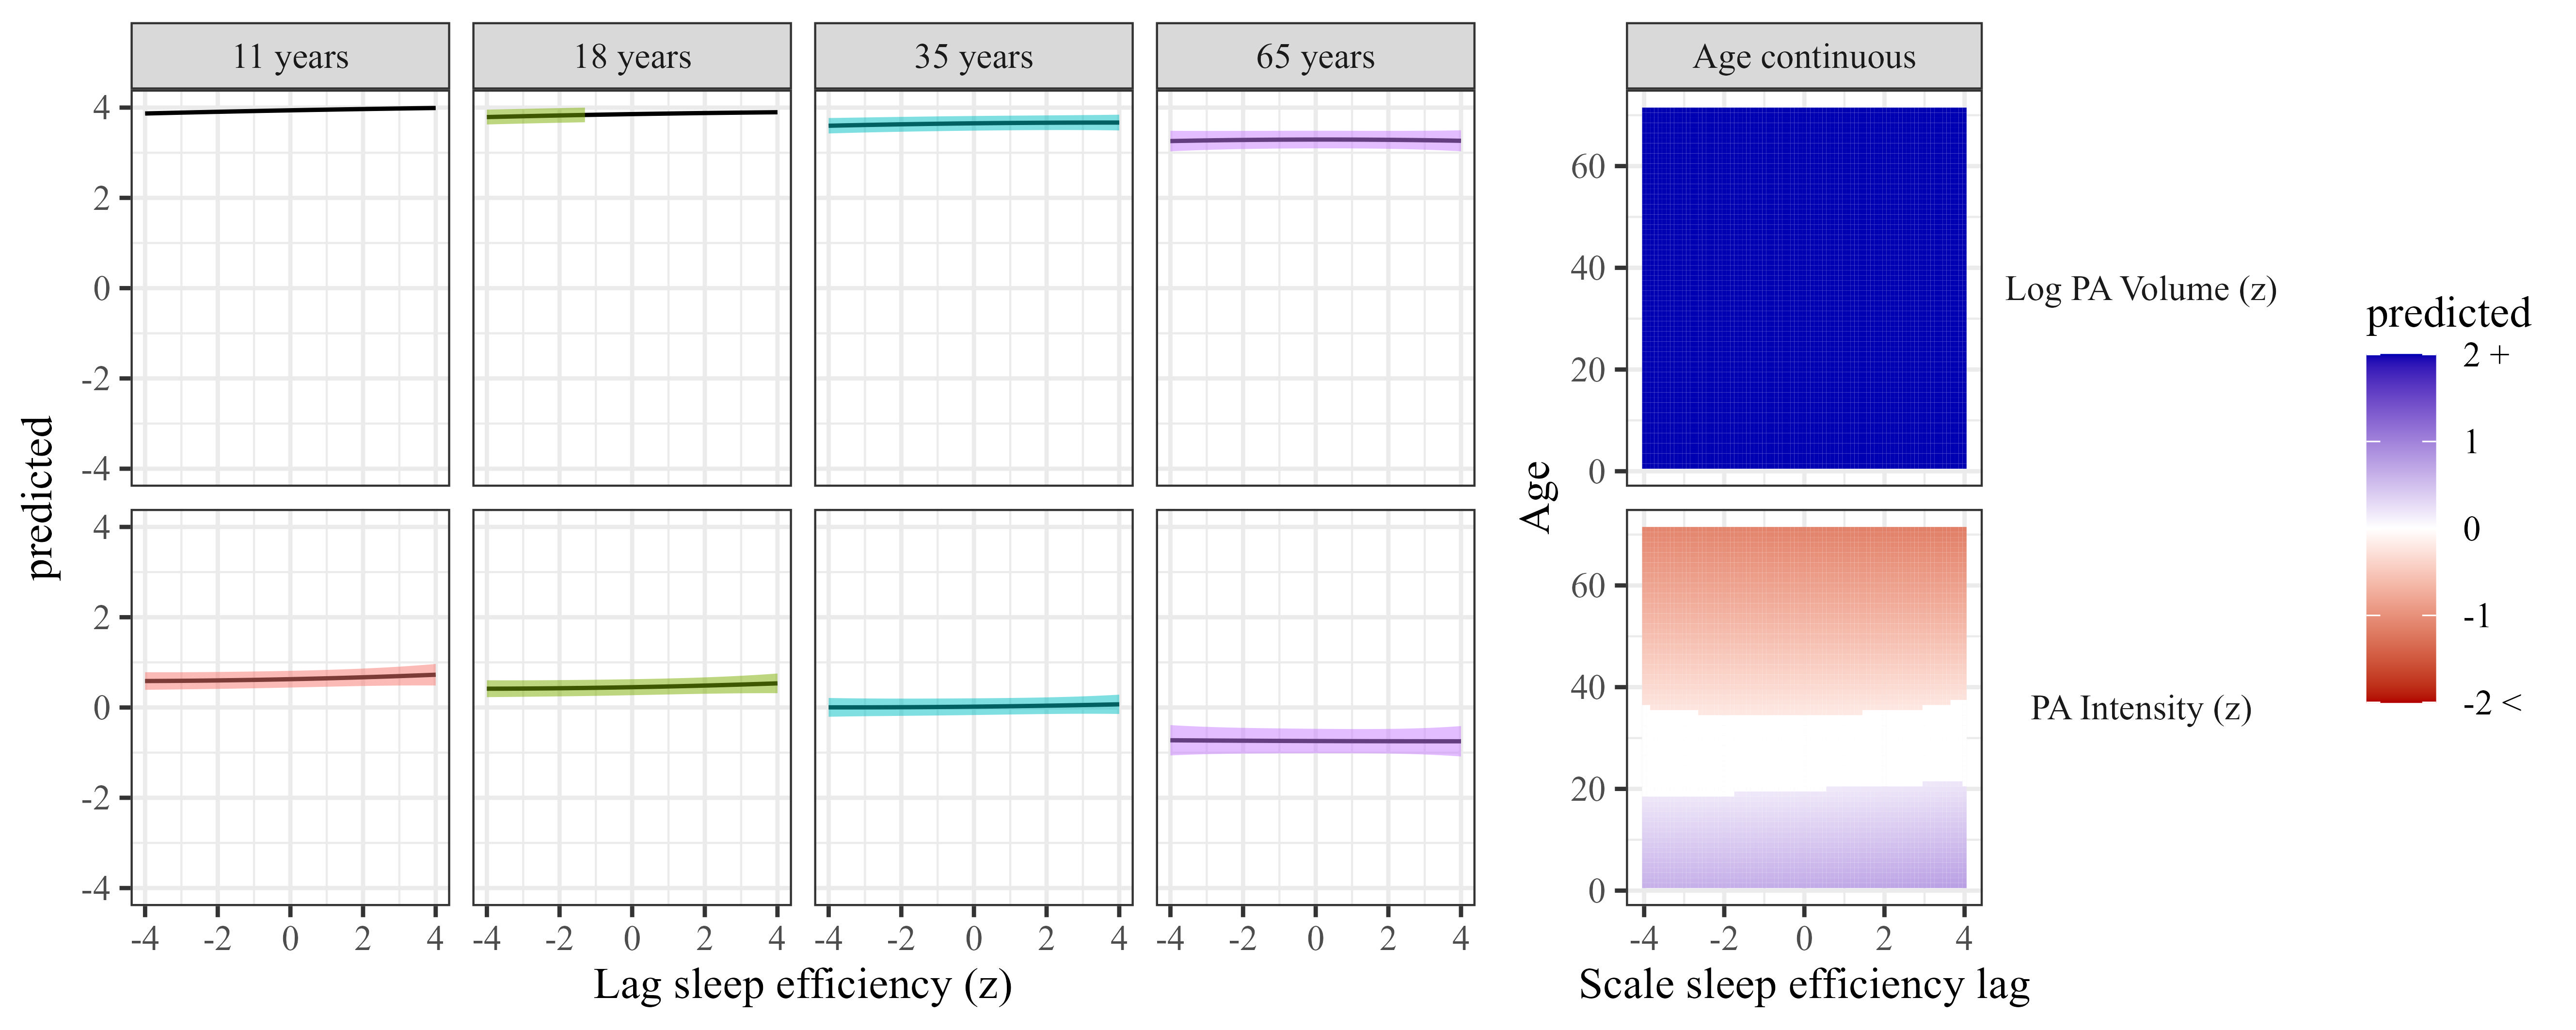 11 years 18 years 35 years 65 years Age continuous
4
2
0
-2
-4
4
2
0
-2
-4
predicted
-4 -2 0 2 4 -4 -2 0 2 4 -4 -2 0 2 4 -4 -2 0 2 4
Lag sleep efficiency (z)
60
40
20
0
60
40
20
0
Age
-4 -2 0 2 4
Scale sleep efficiency lag
Log PA Volume (z)
PA Intensity (z)
predicted
2 +
1
0
-1
-2 <